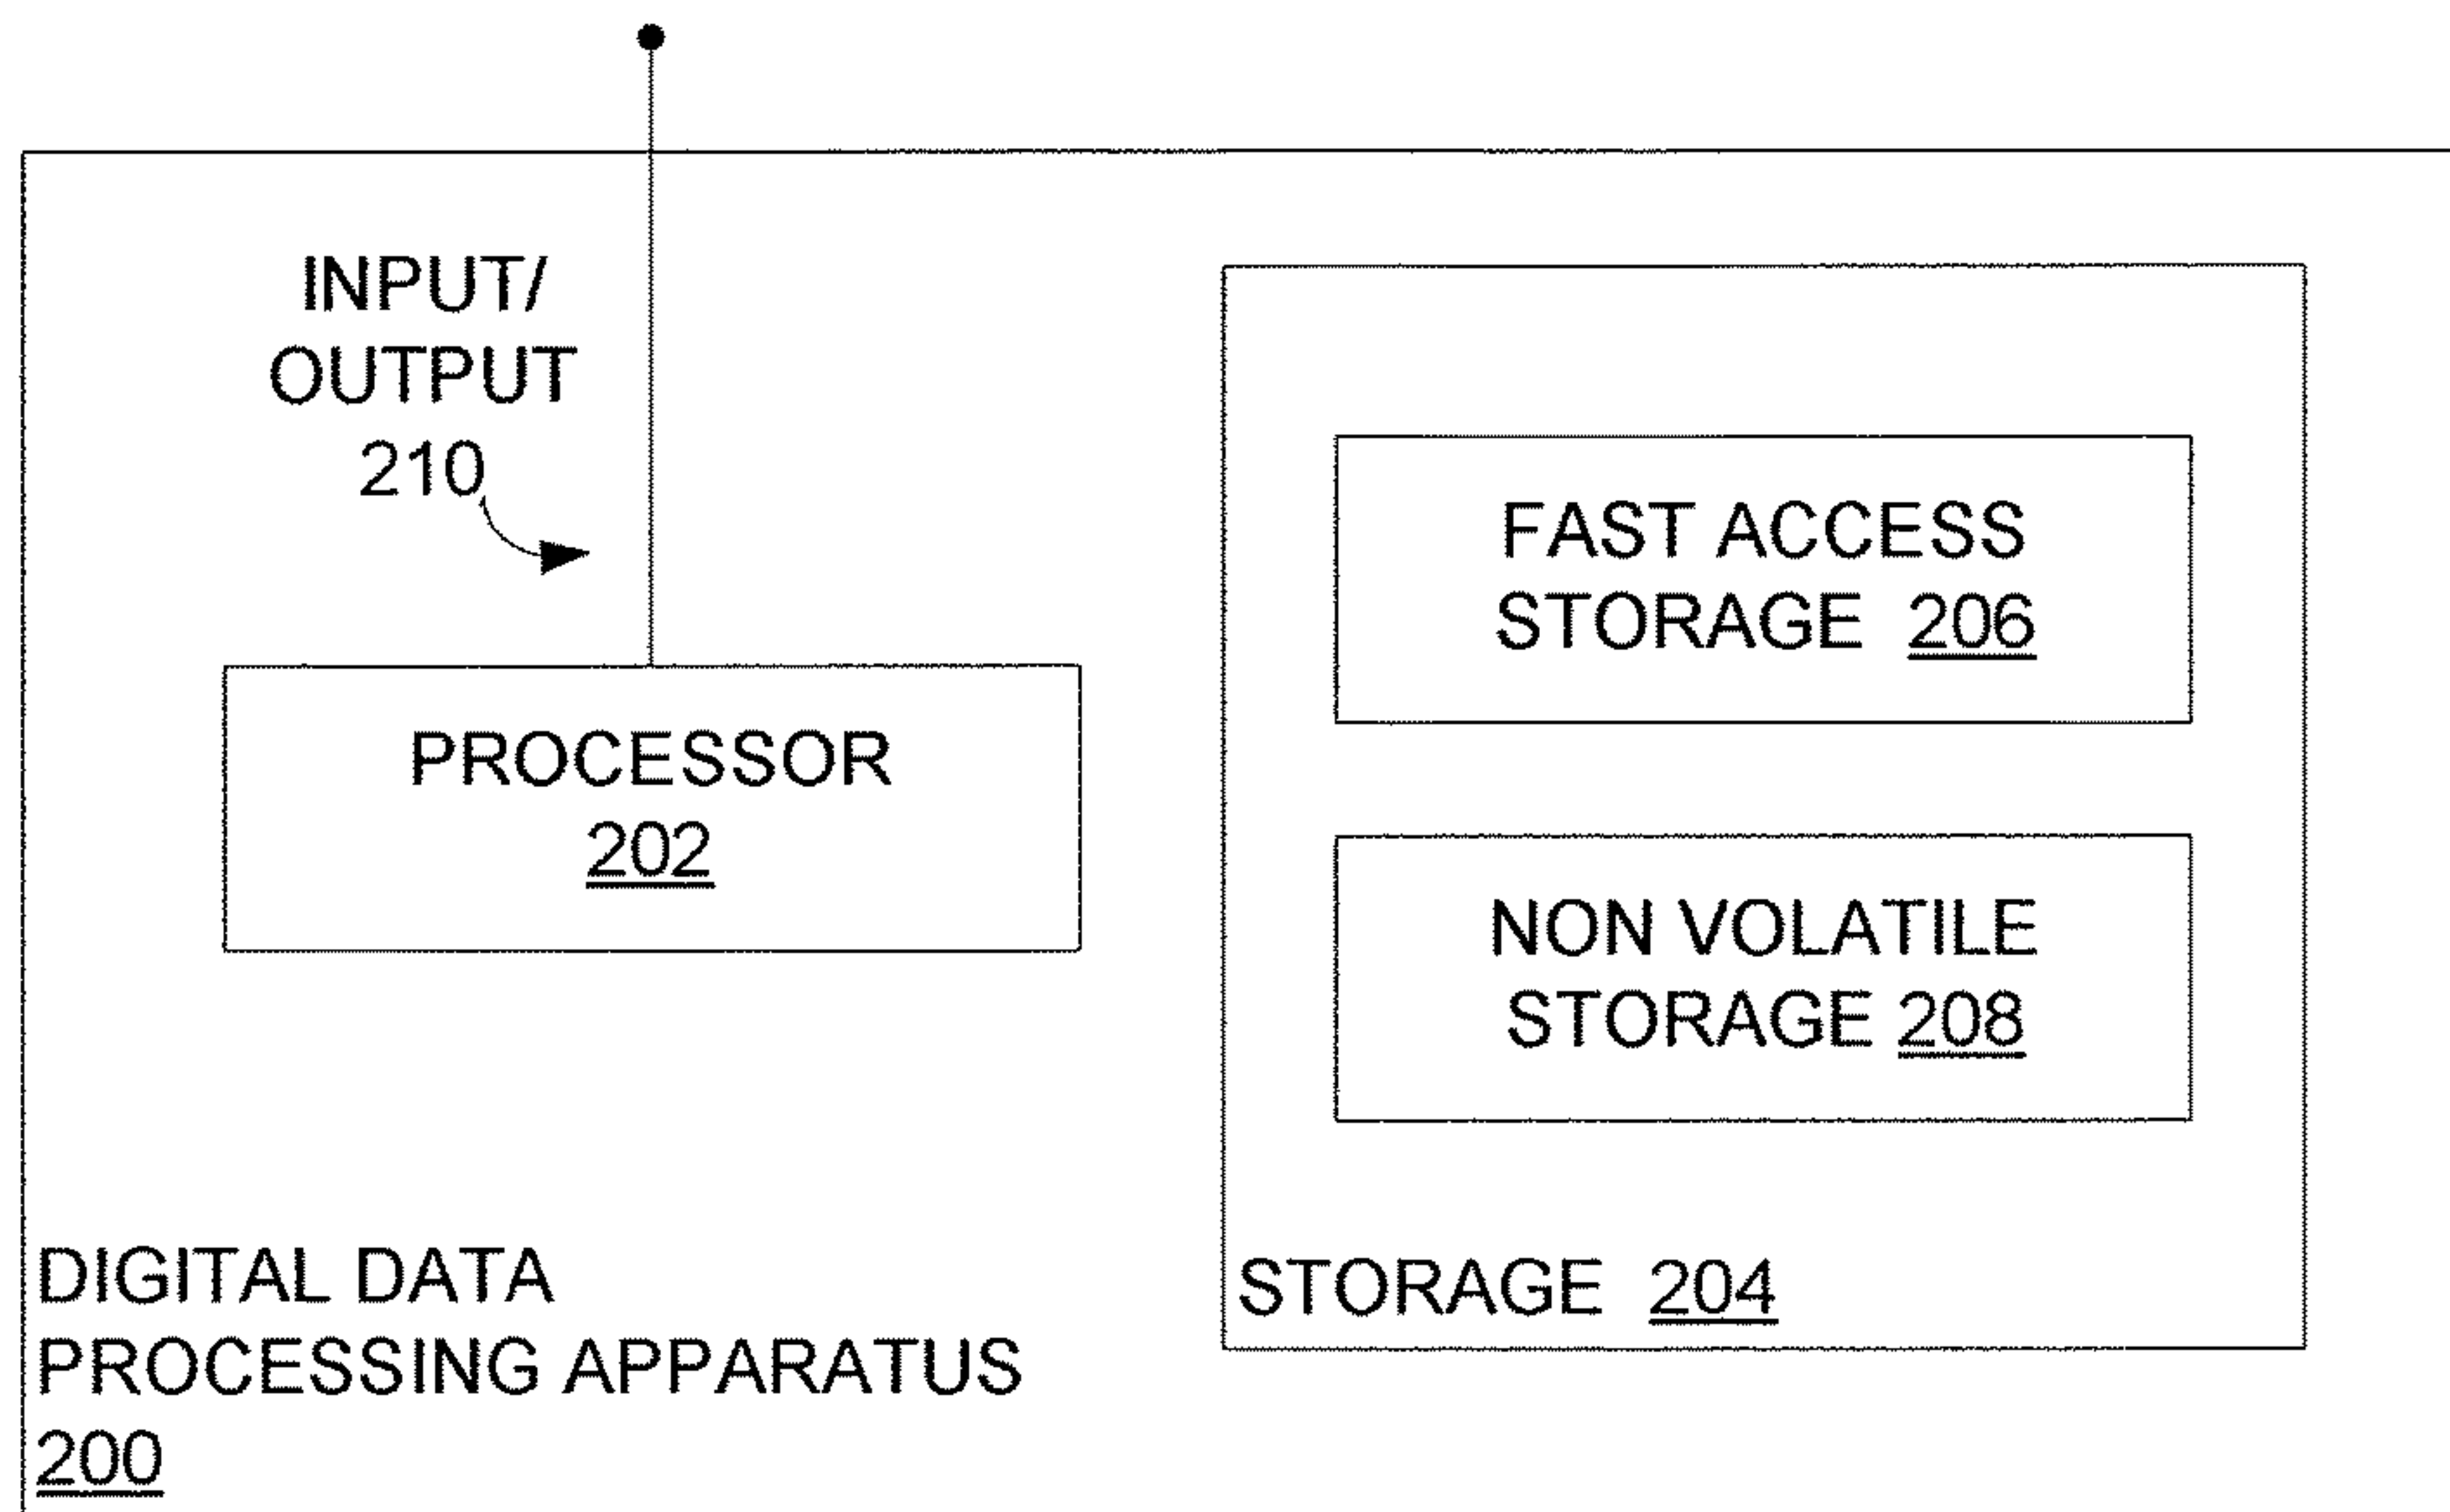 INPUT/
OUTPUT
210
PROCESSOR
202
FAST ACCESS
STORAGE 206
NON VOLATILE
STORAGE 208
STORAGE 204
DIGITAL DATA
PROCESSING APPARATUS
200